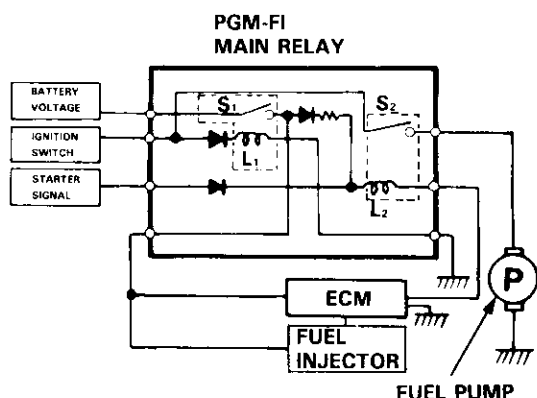 PGM-FI
MAIN RELAY
BATTERY
VOLTAGE
IGNITION
SWITCH
STARTER
SIGNAL
S1
L1
S2
L2
ECM
FUEL
INJECTOR
P
FUEL PUMP